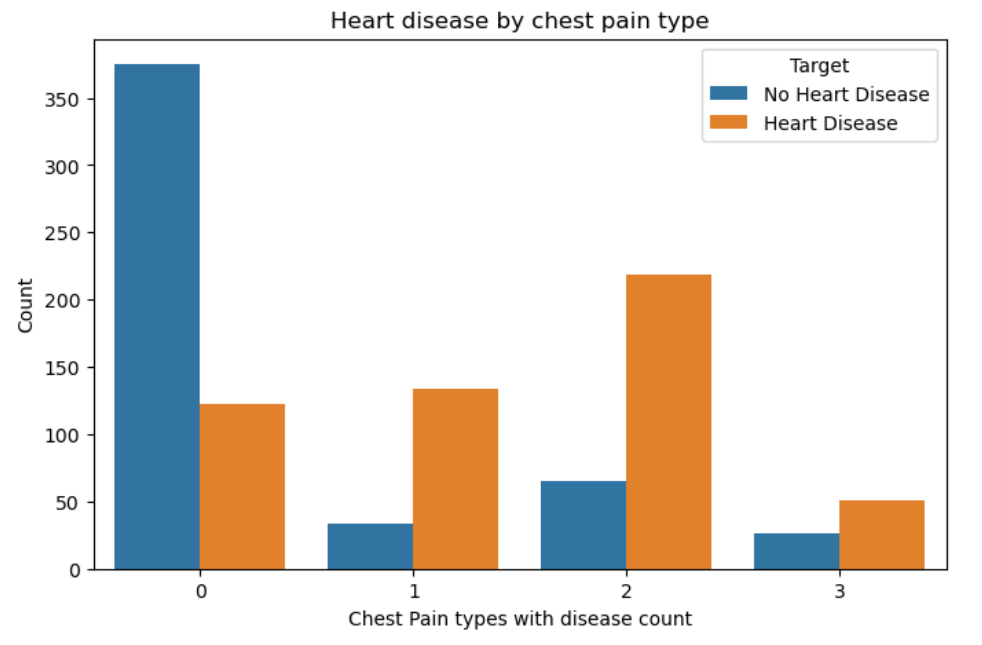 Heart disease by chest pain type
Target
No Heart Disease
Heart Disease
350
300
250
200
150
100
50
0
Count
0 1 2 3
Chest Pain types with disease count